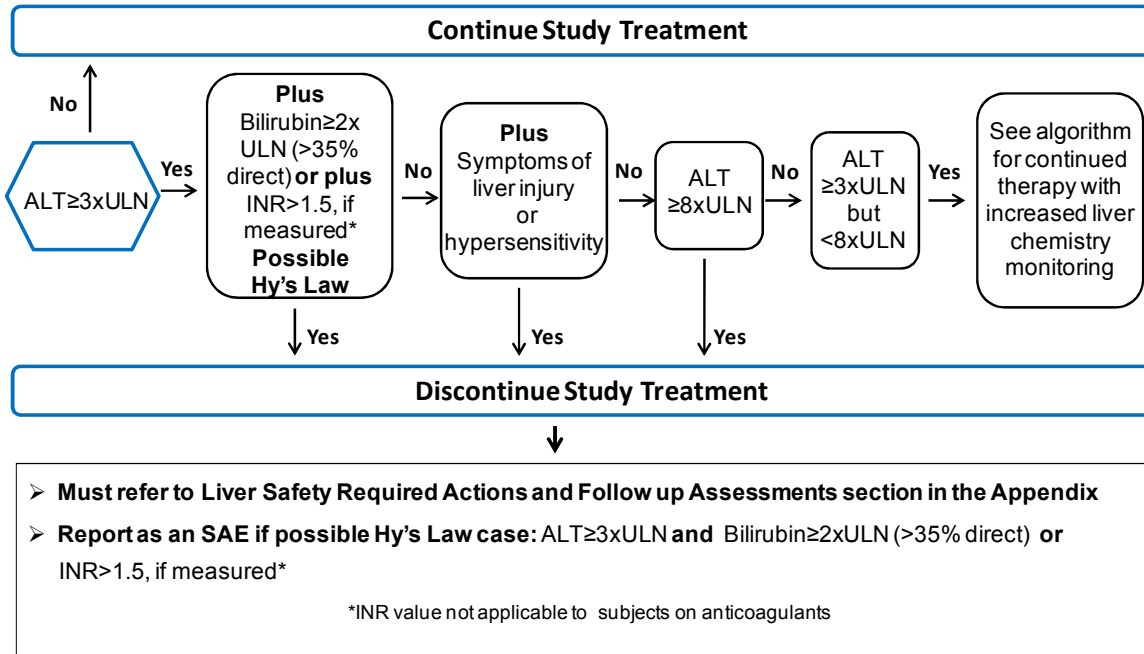 Continue Study Treatment
No
ALT≥3xULN
Yes
Plus
Bilirubin≥2x
ULN (>35%
direct) or plus
INR>1.5, if
measured*
Possible
Hy's Law
No
Plus
Symptoms of
liver injury
or
hypersensitivity
No
ALT
≥8xULN
No
ALT
≥3xULN
but
<8xULN
Yes
See algorithm
for continued
therapy with
increased liver
chemistry
monitoring
Yes
Yes
Yes
Discontinue Study Treatment
➢ Must refer to Liver Safety Required Actions and Follow up Assessments section in the Appendix
➢ Report as an SAE if possible Hy's Law case: ALT≥3xULN and Bilirubin≥2xULN (>35% direct) or
INR>1.5, if measured*
*INR value not applicable to subjects on anticoagulants